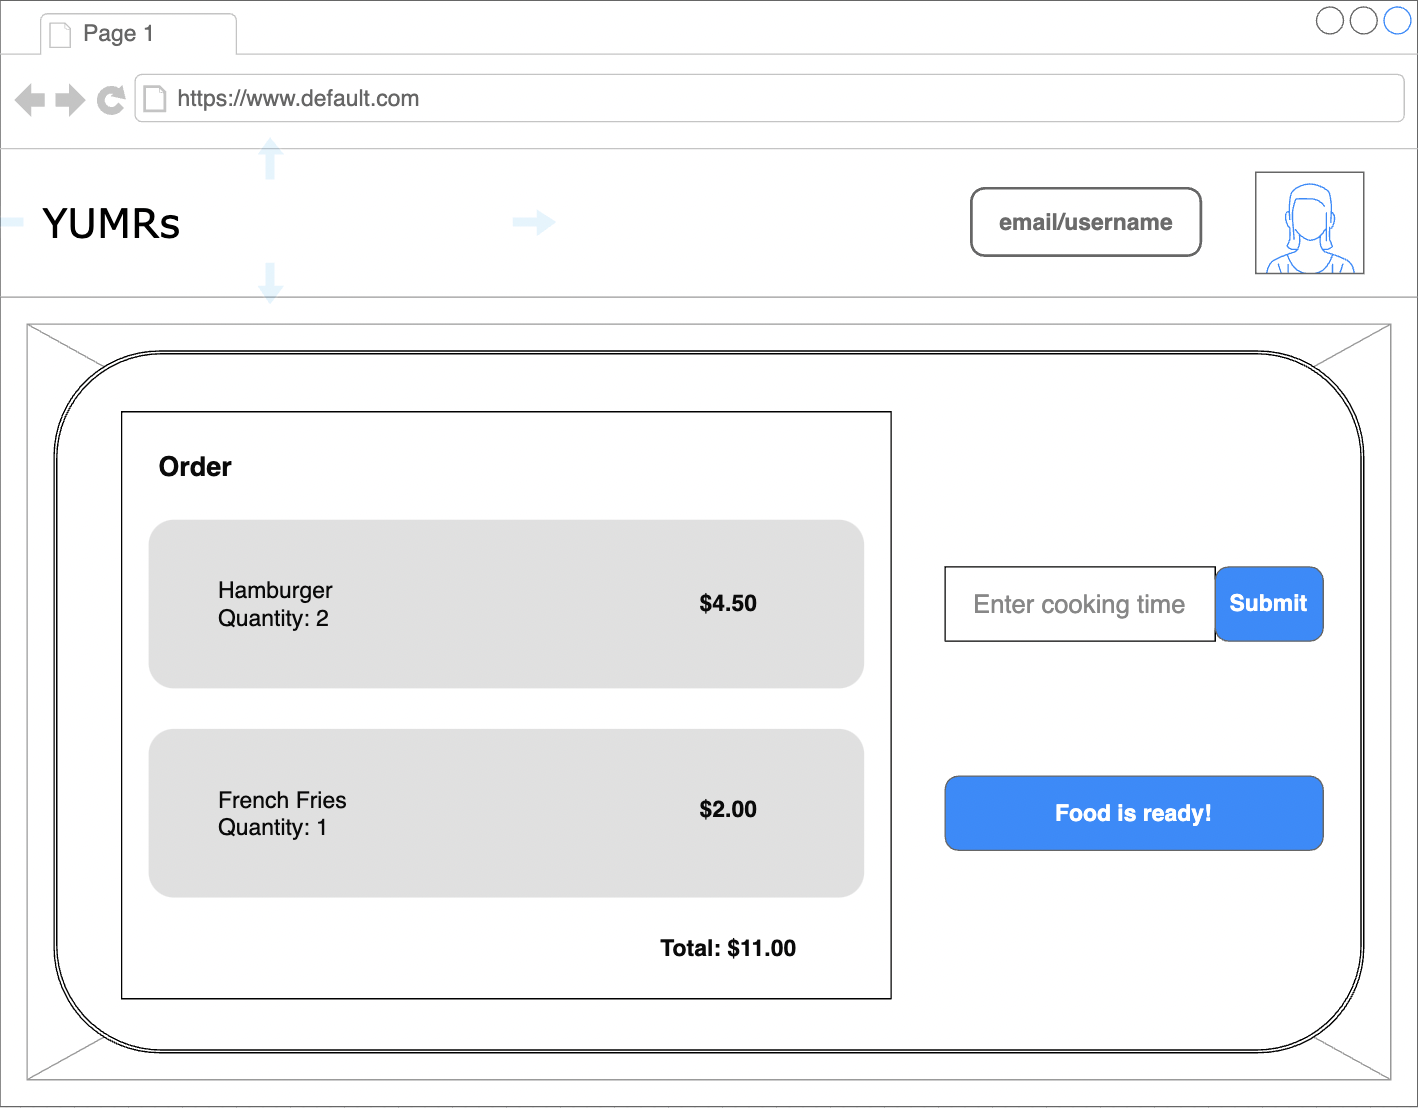 Page 1
https://www.default.com
YUMRs
email/username
Order
Hamburger
Quantity: 2
$4.50
French Fries
Quantity: 1
$2.00
Total: $11.00
Enter cooking time
Submit
Food is ready!